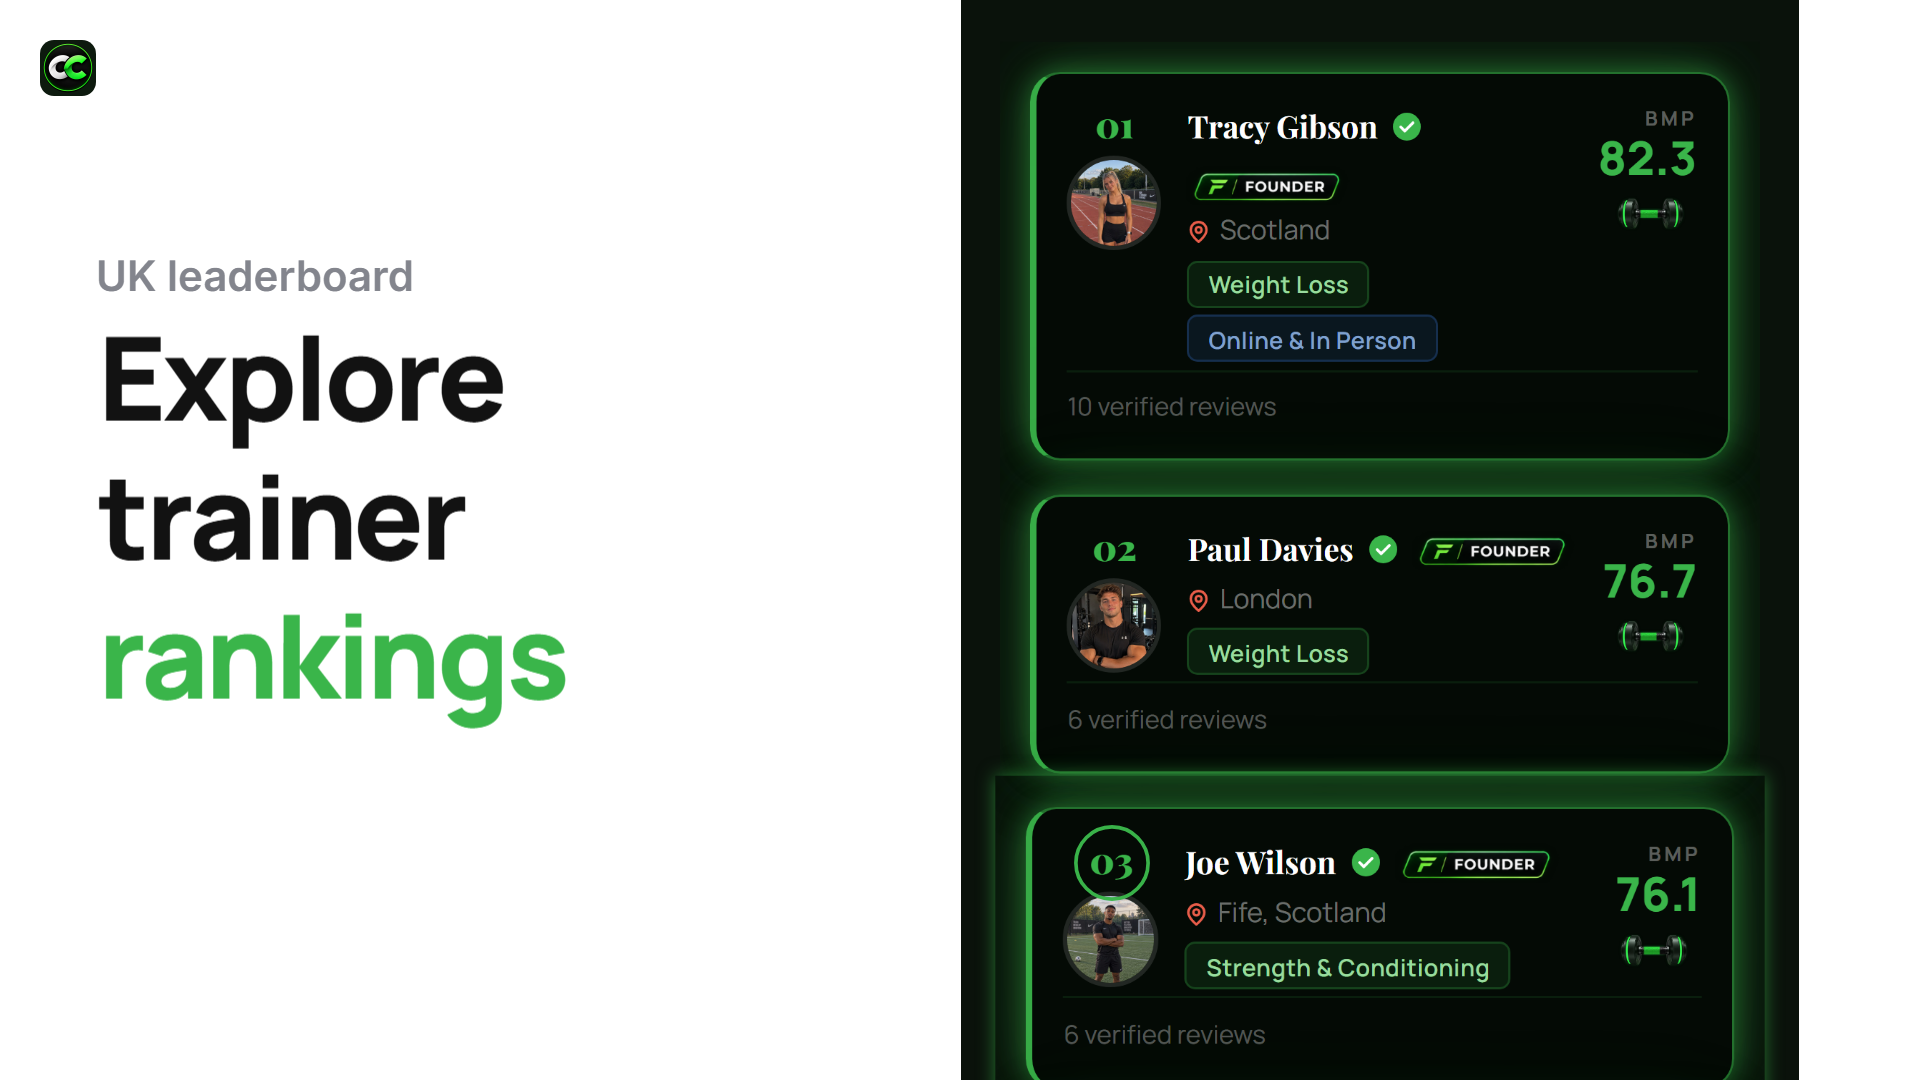 CC
UK leaderboard
Explore
trainer
rankings
01
Tracy Gibson
BMP
82.3
F / FOUNDER
Scotland
Weight Loss
Online & In Person
10 verified reviews
02
Paul Davies
F / FOUNDER
BMP
76.7
London
Weight Loss
6 verified reviews
03
Joe Wilson
F / FOUNDER
BMP
76.1
Fife, Scotland
Strength & Conditioning
6 verified reviews